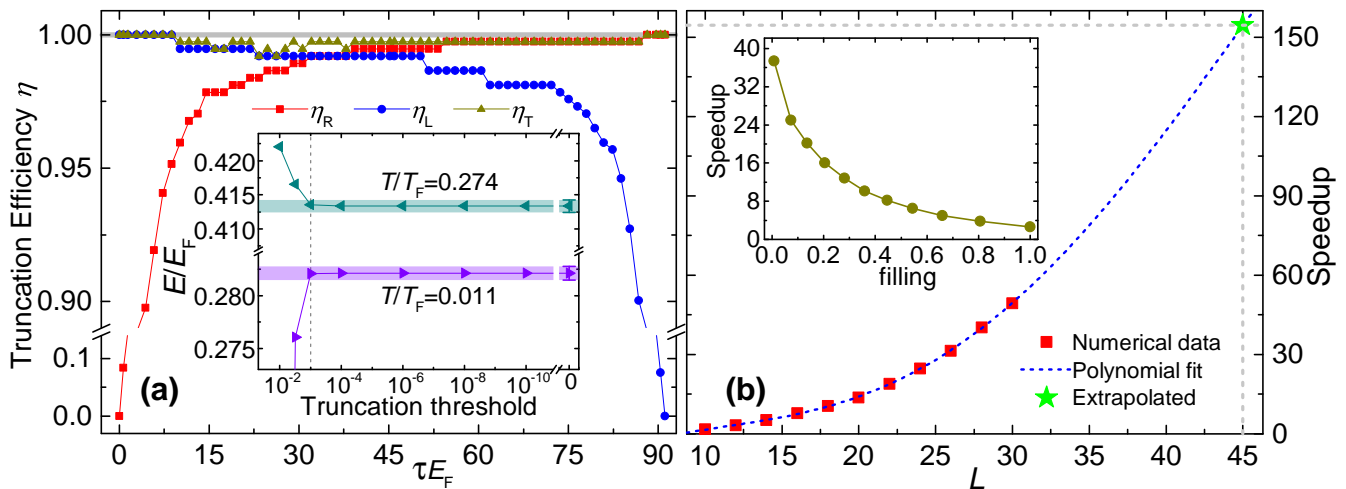 Truncation Efficiency η
1.00
0.95
0.90
0.1
0.0
η_R
η_L
η_T
(a)
0 15 30 45 60 75 90
τE_F
E/E_F
0.420
0.415
0.410
0.280
0.275
T/T_F=0.274
T/T_F=0.011
10⁻² 10⁻⁴ 10⁻⁶ 10⁻⁸ 10⁻¹⁰ 0
Truncation threshold
(b)
Speedup
40
32
24
16
8
0
0.0 0.2 0.4 0.6 0.8 1.0
filling
Numerical data
Polynomial fit
Extrapolated
10 15 20 25 30 35 40 45
L
150
120
90
60
30
0
Speedup